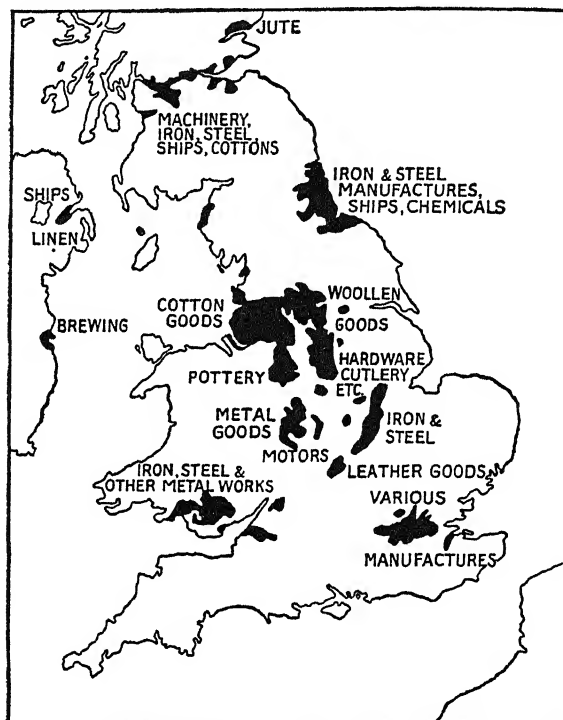 JUTE
MACHINERY,
IRON, STEEL,
SHIPS, COTTONS
IRON & STEEL
MANUFACTURES,
SHIPS, CHEMICALS
SHIPS
LINEN
BREWING
COTTON
GOODS
WOOLLEN
GOODS
POTTERY
HARDWARE
CUTLERY
ETC.
METAL
GOODS
MOTORS
IRON &
STEEL
LEATHER GOODS
IRON, STEEL &
OTHER METAL WORKS
VARIOUS
MANUFACTURES